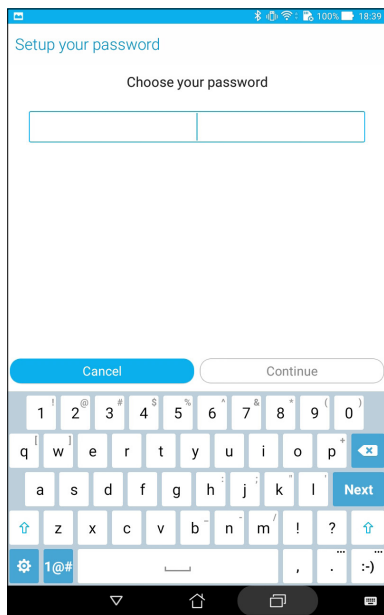 100% 18:39
Setup your password
Choose your password
Cancel Continue
! @ # $ % ^ & * ( )
1 2 3 4 5 6 7 8 9 0
[ ] +
q w e r t y u i o p
: ; " '
a s d f g h j k l Next
- ~ /
z x c v b n m ! ?
1@# , . :-)